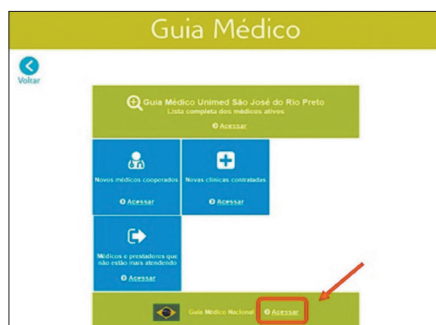 Guia Médico
Voltar
Guia Médico Unimed São José do Rio Preto
Lista completa dos médicos ativos
Acessar
Novos médicos cooperados
Acessar
Novas clínicas contratadas
Acessar
Médicos e prestadores que
não estão mais atendendo
Acessar
Guia Médico Nacional
Acessar